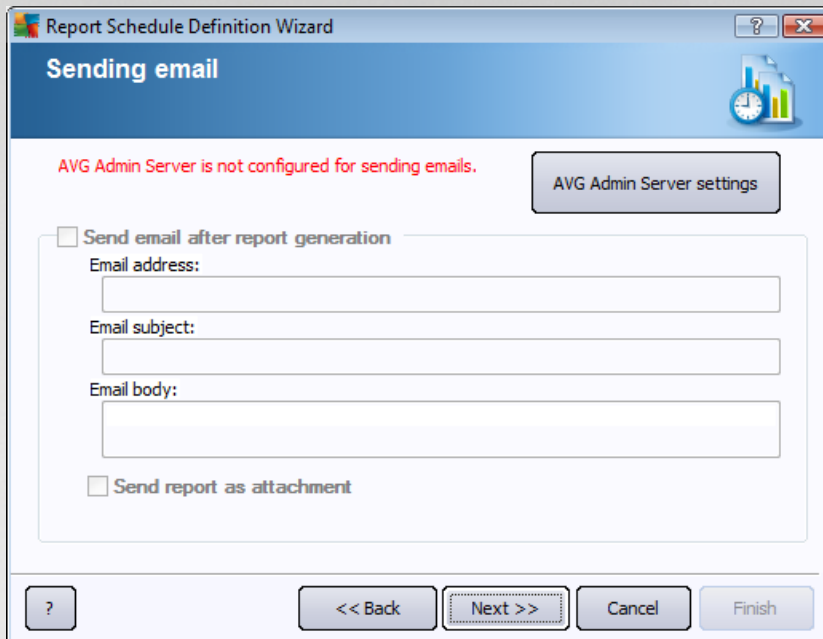 Report Schedule Definition Wizard
?
Sending email
AVG Admin Server is not configured for sending emails.
AVG Admin Server settings
Send email after report generation
Email address:
Email subject:
Email body:
Send report as attachment
?
<< Back
Next >>
Cancel
Finish